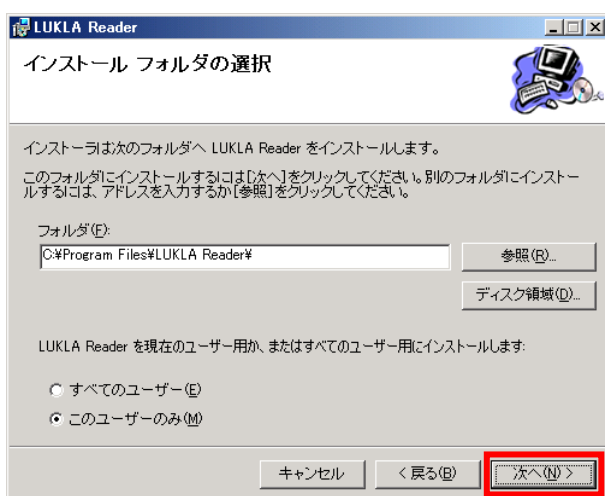 LUKLA Reader
インストール フォルダの選択
インストーラは次のフォルダへ LUKLA Reader をインストールします。
このフォルダにインストールするには[次へ]をクリックしてください。別のフォルダにインストー
ルするには、アドレスを入力するか[参照]をクリックしてください。
フォルダ(F):
C:¥Program Files¥LUKLA Reader¥
参照(R)...
ディスク領域(D)...
LUKLA Reader を現在のユーザー用か、またはすべてのユーザー用にインストールします:
すべてのユーザー(E)
このユーザーのみ(M)
キャンセル
< 戻る(B)
次へ(N) >